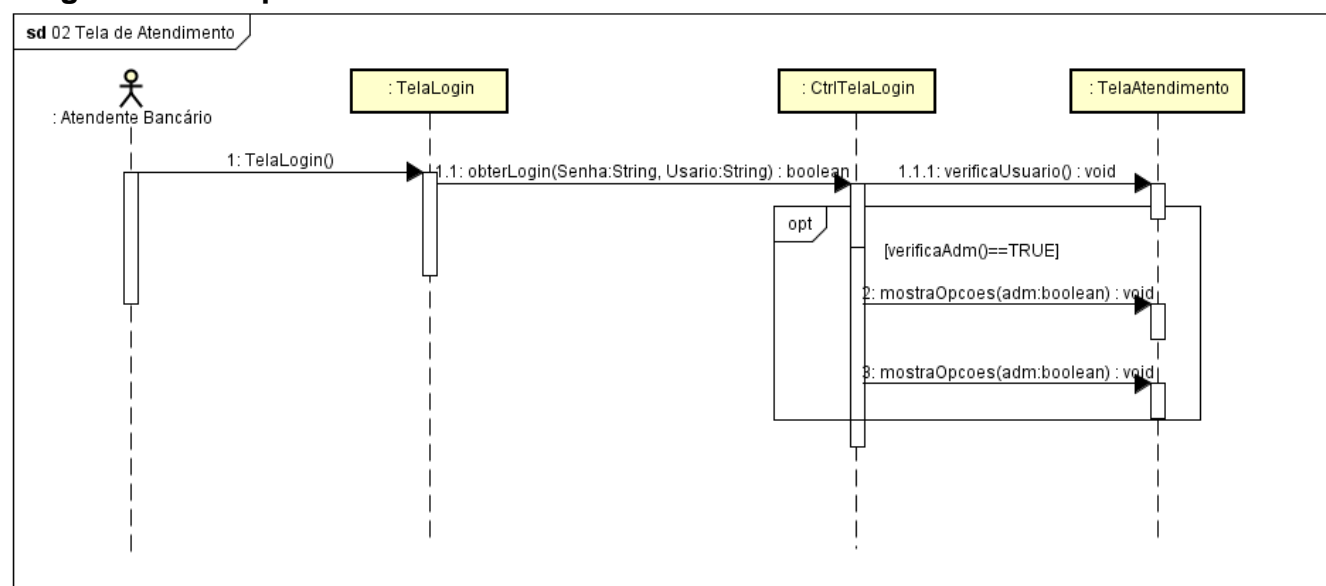 sd 02 Tela de Atendimento
: Atendente Bancário
: TelaLogin
: CtrlTelaLogin
: TelaAtendimento
1: TelaLogin()
1.1: obterLogin(Senha:String, Usario:String) : boolean
1.1.1: verificaUsuario() : void
opt
[verificaAdm()==TRUE]
2: mostraOpcoes(adm:boolean) : void
3: mostraOpcoes(adm:boolean) : void